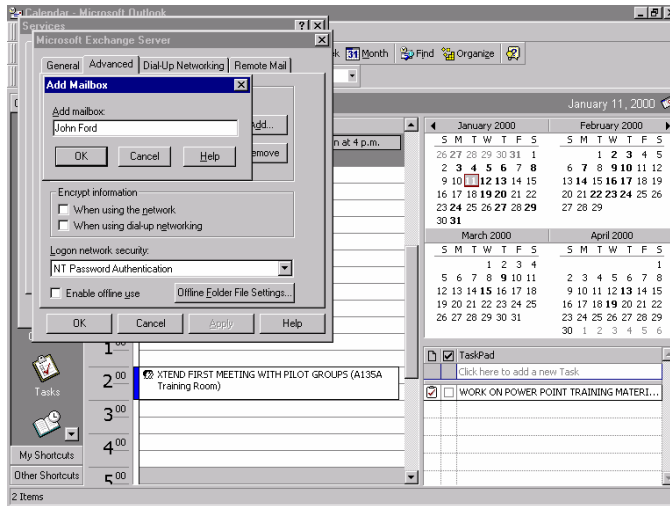 Calendar - Microsoft Outlook
Services
Microsoft Exchange Server
General Advanced Dial-Up Networking Remote Mail
Add Mailbox
Add mailbox:
John Ford
OK Cancel Help
Add...
Remove
Encrypt information
When using the network
When using dial-up networking
Logon network security:
NT Password Authentication
Enable offline use Offline Folder File Settings...
OK Cancel Apply Help
31 Month Find Organize
January 11, 2000
n at 4 p.m.
January 2000
S M T W T F S
26 27 28 29 30 31 1
2 3 4 5 6 7 8
9 10 11 12 13 14 15
16 17 18 19 20 21 22
23 24 25 26 27 28 29
30 31
February 2000
S M T W T F S
1 2 3 4 5
6 7 8 9 10 11 12
13 14 15 16 17 18 19
20 21 22 23 24 25 26
27 28 29
March 2000
S M T W T F S
1 2 3 4
5 6 7 8 9 10 11
12 13 14 15 16 17 18
19 20 21 22 23 24 25
26 27 28 29 30 31
April 2000
S M T W T F S
1
2 3 4 5 6 7 8
9 10 11 12 13 14 15
16 17 18 19 20 21 22
23 24 25 26 27 28 29
30 1 2 3 4 5 6
1 00
2 00 XTEND FIRST MEETING WITH PILOT GROUPS (A135A
Training Room)
3 00
4 00
5 00
Tasks
My Shortcuts
Other Shortcuts
TaskPad
Click here to add a new Task
WORK ON POWER POINT TRAINING MATERI...
2 Items